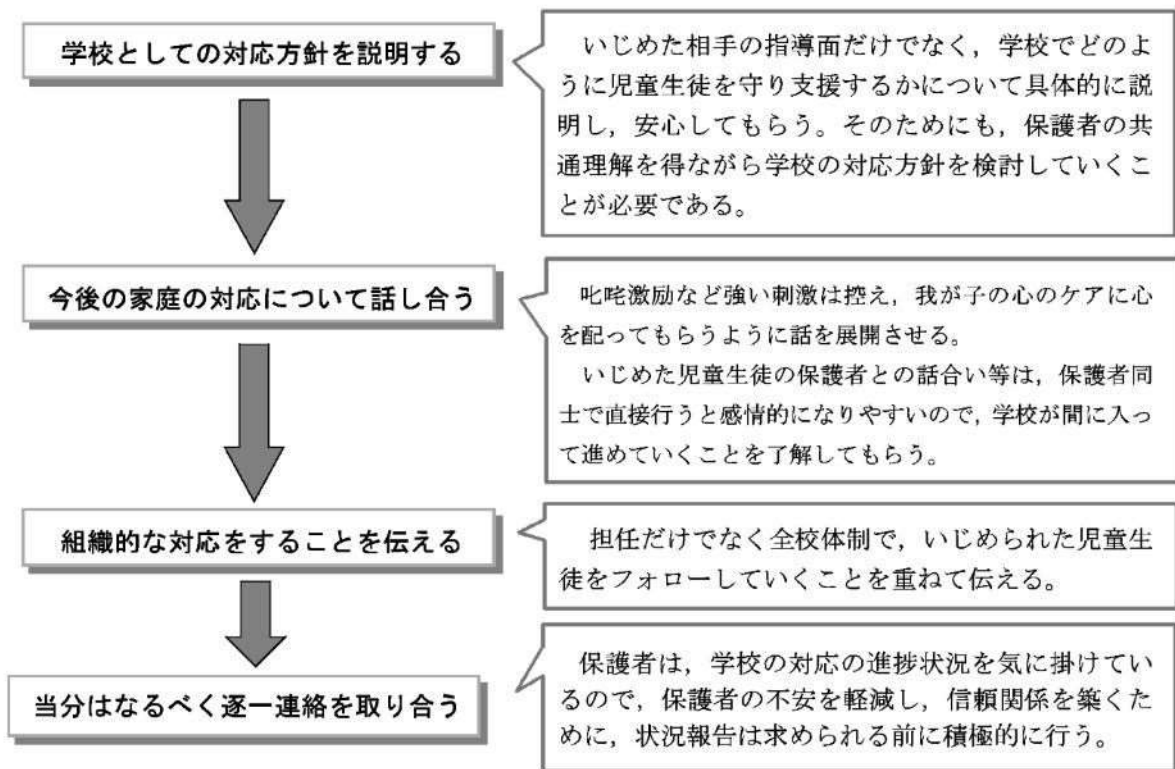 学校としての対応方針を説明する
いじめた相手の指導面だけでなく，学校でどのよ
うに児童生徒を守り支援するかについて具体的に説
明し，安心してもらう。そのためにも，保護者の共
通理解を得ながら学校の対応方針を検討していくこ
とが必要である。
今後の家庭の対応について話し合う
叱咤激励など強い刺激は控え，我が子の心のケアに心
を配ってもらうように話を展開させる。
いじめた児童生徒の保護者との話合い等は，保護者同
士で直接行うと感情的になりやすいので，学校が間に入っ
て進めていくことを了解してもらう。
組織的な対応をすることを伝える
担任だけでなく全校体制で，いじめられた児童生
徒をフォローしていくことを重ねて伝える。
当分はなるべく逐一連絡を取り合う
保護者は，学校の対応の進捗状況を気に掛けてい
るので，保護者の不安を軽減し，信頼関係を築くた
めに，状況報告は求められる前に積極的に行う。